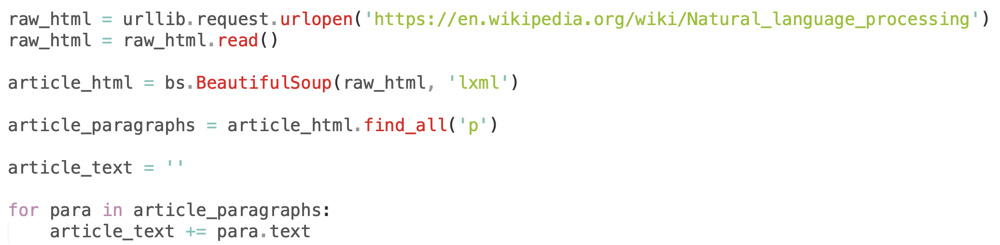 raw_html = urllib.request.urlopen('https://en.wikipedia.org/wiki/Natural_language_processing')
raw_html = raw_html.read()

article_html = bs.BeautifulSoup(raw_html, 'lxml')

article_paragraphs = article_html.find_all('p')

article_text = ''

for para in article_paragraphs:
    article_text += para.text